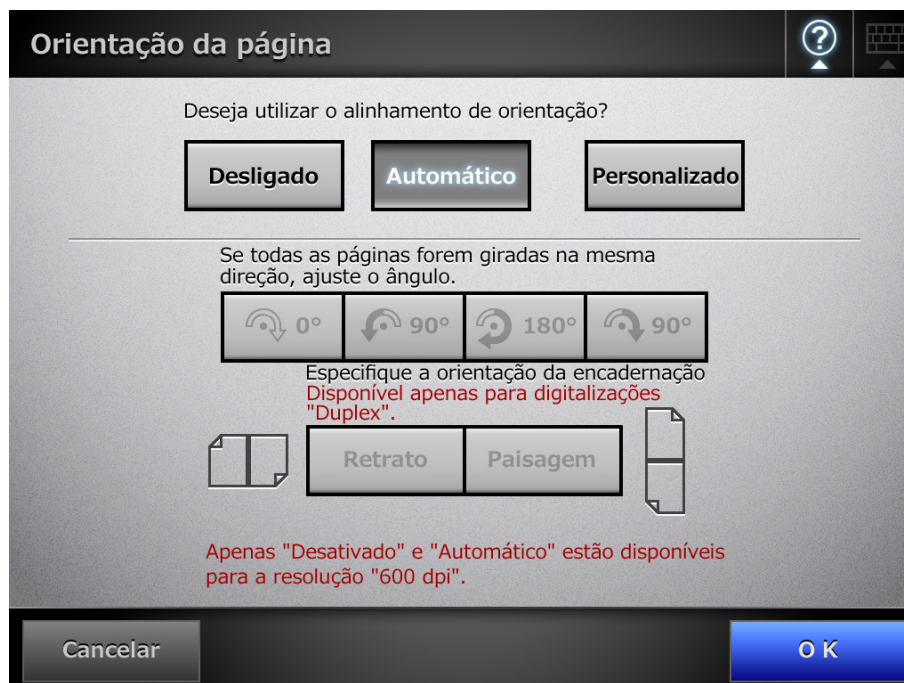 Orientação da página
?
Deseja utilizar o alinhamento de orientação?
Desligado
Automático
Personalizado
Se todas as páginas forem giradas na mesma
direção, ajuste o ângulo.
0°
90°
180°
90°
Especifique a orientação da encadernação
Disponível apenas para digitalizações
"Duplex".
Retrato
Paisagem
Apenas "Desativado" e "Automático" estão disponíveis
para a resolução "600 dpi".
Cancelar
OK